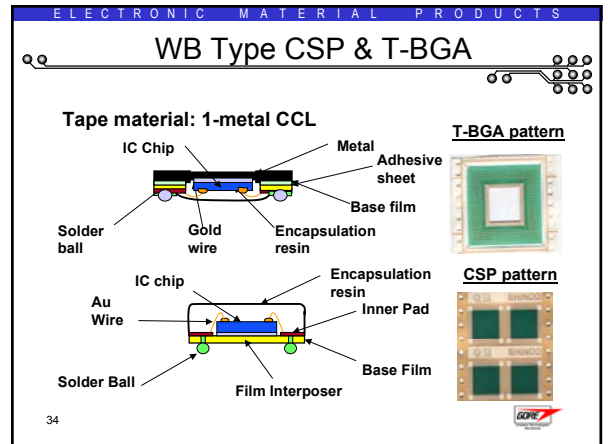 ELECTRONIC MATERIAL PRODUCTS
WB Type CSP & T-BGA
Tape material: 1-metal CCL
T-BGA pattern
IC Chip
Metal
Adhesive
sheet
Base film
Solder
ball
Gold
wire
Encapsulation
resin
CSP pattern
IC chip
Encapsulation
resin
Au
Wire
Inner Pad
Base Film
Solder Ball
Film Interposer
SHINCO
SHINCO
34
GORE